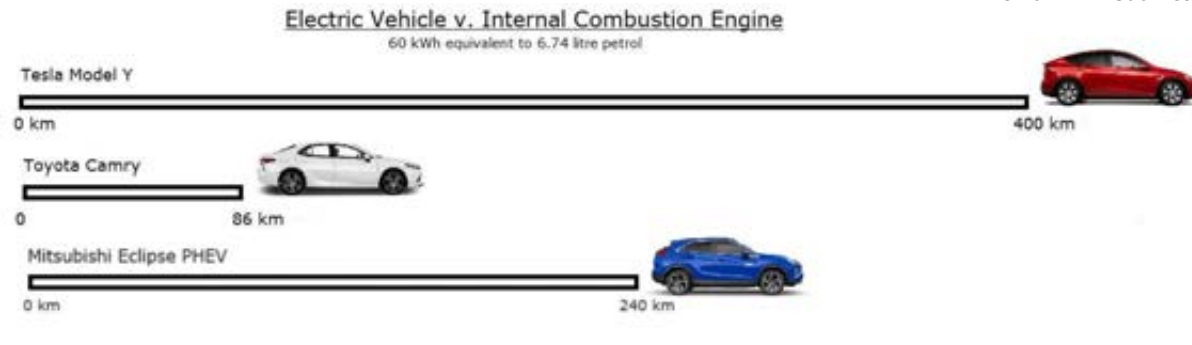 Electric Vehicle v. Internal Combustion Engine
60 kWh equivalent to 6.74 litre petrol
Tesla Model Y
0 km
400 km
Toyota Camry
0
86 km
Mitsubishi Eclipse PHEV
0 km
240 km